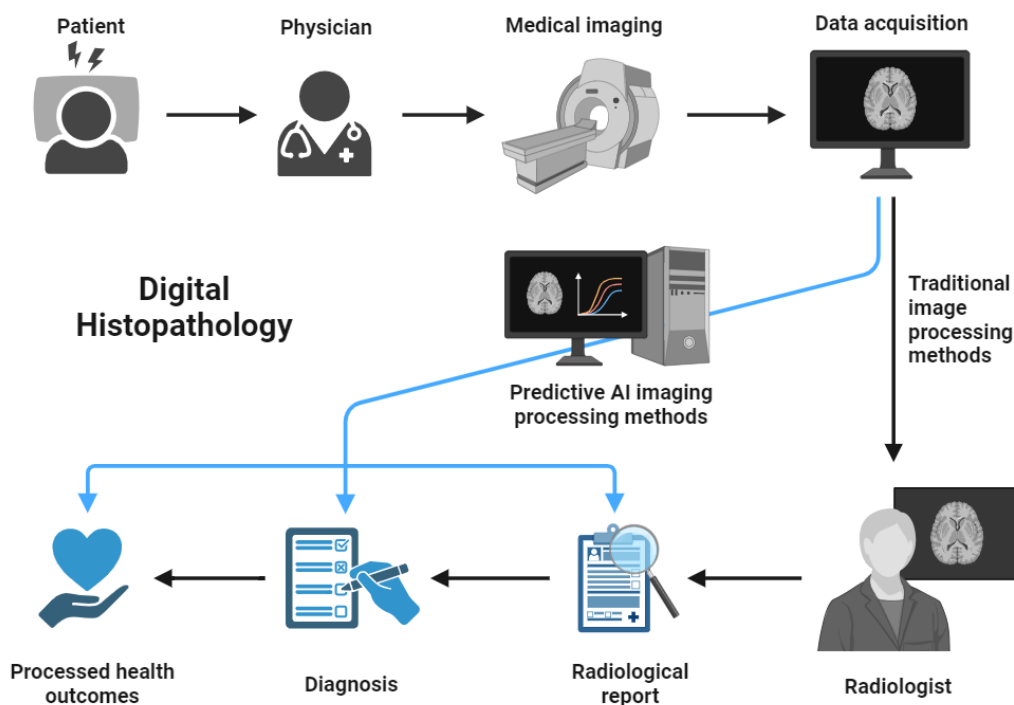 Patient
Physician
Medical imaging
Data acquisition
Digital
Histopathology
Traditional
image
processing
methods
Predictive AI imaging
processing methods
Processed health
outcomes
Diagnosis
Radiological
report
Radiologist